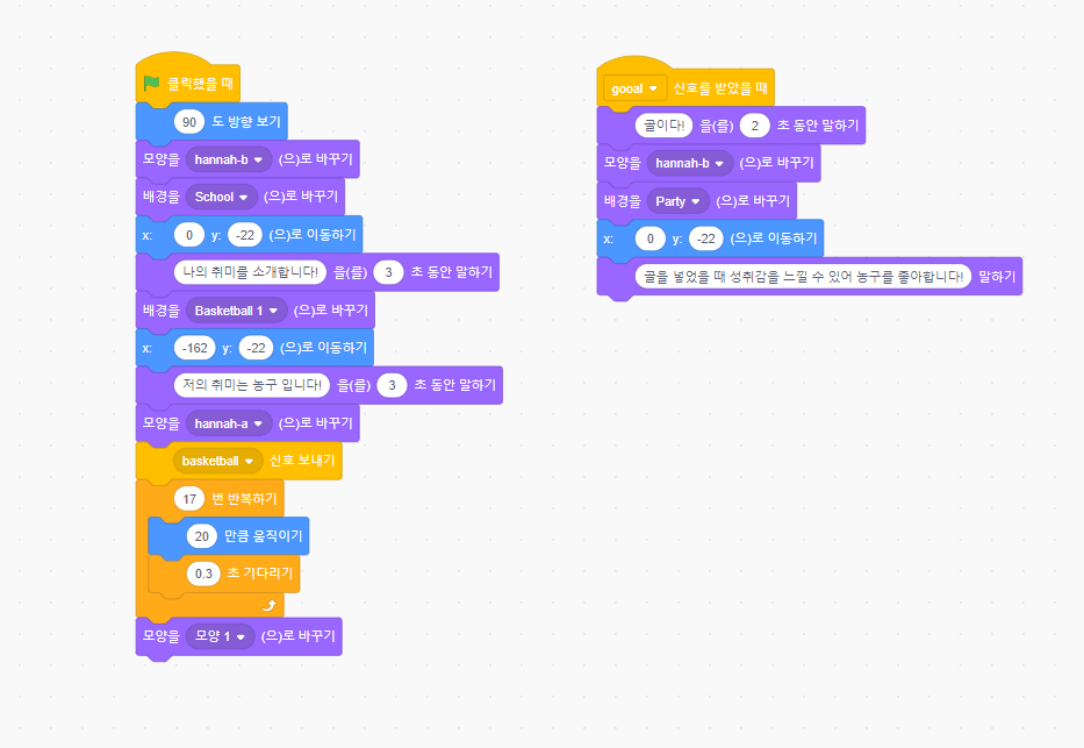 클릭했을 때
90 도 방향 보기
모양을 hannah-b (으)로 바꾸기
배경을 School (으)로 바꾸기
x: 0 y: -22 (으)로 이동하기
나의 취미를 소개합니다! 을(를) 3 초 동안 말하기
배경을 Basketball 1 (으)로 바꾸기
x: -162 y: -22 (으)로 이동하기
저의 취미는 농구 입니다! 을(를) 3 초 동안 말하기
모양을 hannah-a (으)로 바꾸기
basketball 신호 보내기
17 번 반복하기
20 만큼 움직이기
0.3 초 기다리기
모양을 모양 1 (으)로 바꾸기
gooal 신호를 받았을 때
골이다! 을(를) 2 초 동안 말하기
모양을 hannah-b (으)로 바꾸기
배경을 Party (으)로 바꾸기
x: 0 y: -22 (으)로 이동하기
골을 넣었을 때 성취감을 느낄 수 있어 농구를 좋아합니다! 말하기